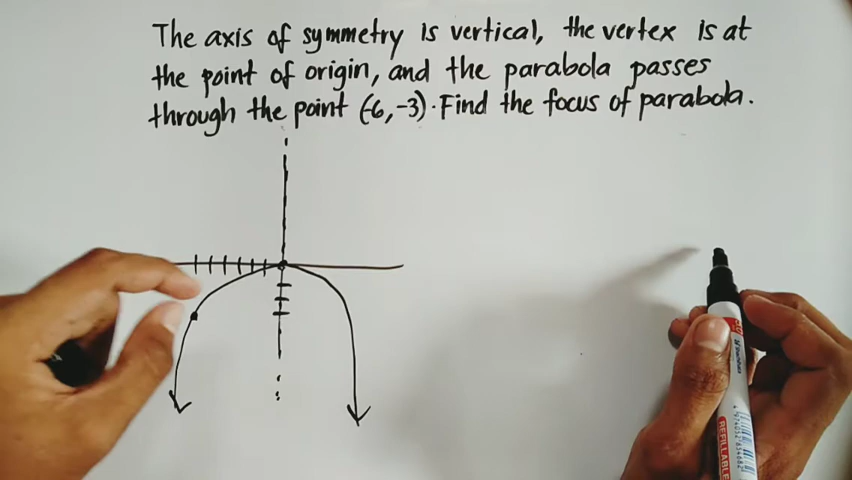 The axis of symmetry is vertical, the vertex is at
the point of origin, and the parabola passes
through the point (-6, -3). Find the focus of parabola.
REFILLABLE